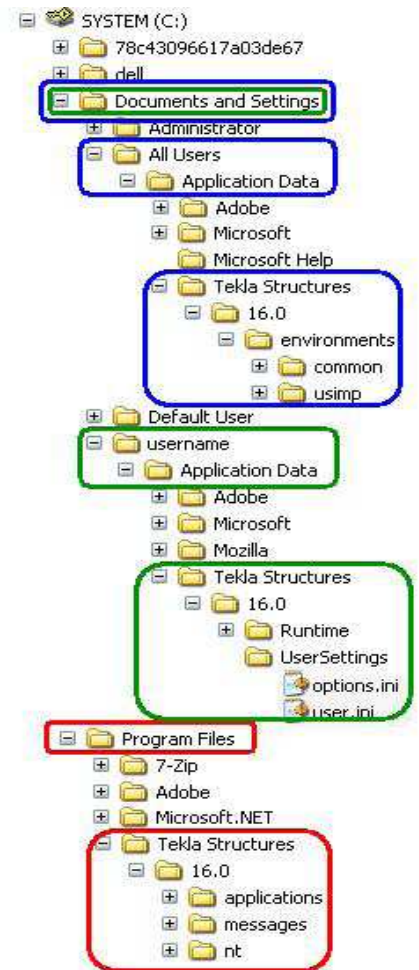 SYSTEM (C:)
78c43096617a03de67
dell
Documents and Settings
Administrator
All Users
Application Data
Adobe
Microsoft
Microsoft Help
Tekla Structures
16.0
environments
common
usimp
Default User
username
Application Data
Adobe
Microsoft
Mozilla
Tekla Structures
16.0
Runtime
UserSettings
options.ini
user.ini
Program Files
7-Zip
Adobe
Microsoft.NET
Tekla Structures
16.0
applications
messages
nt